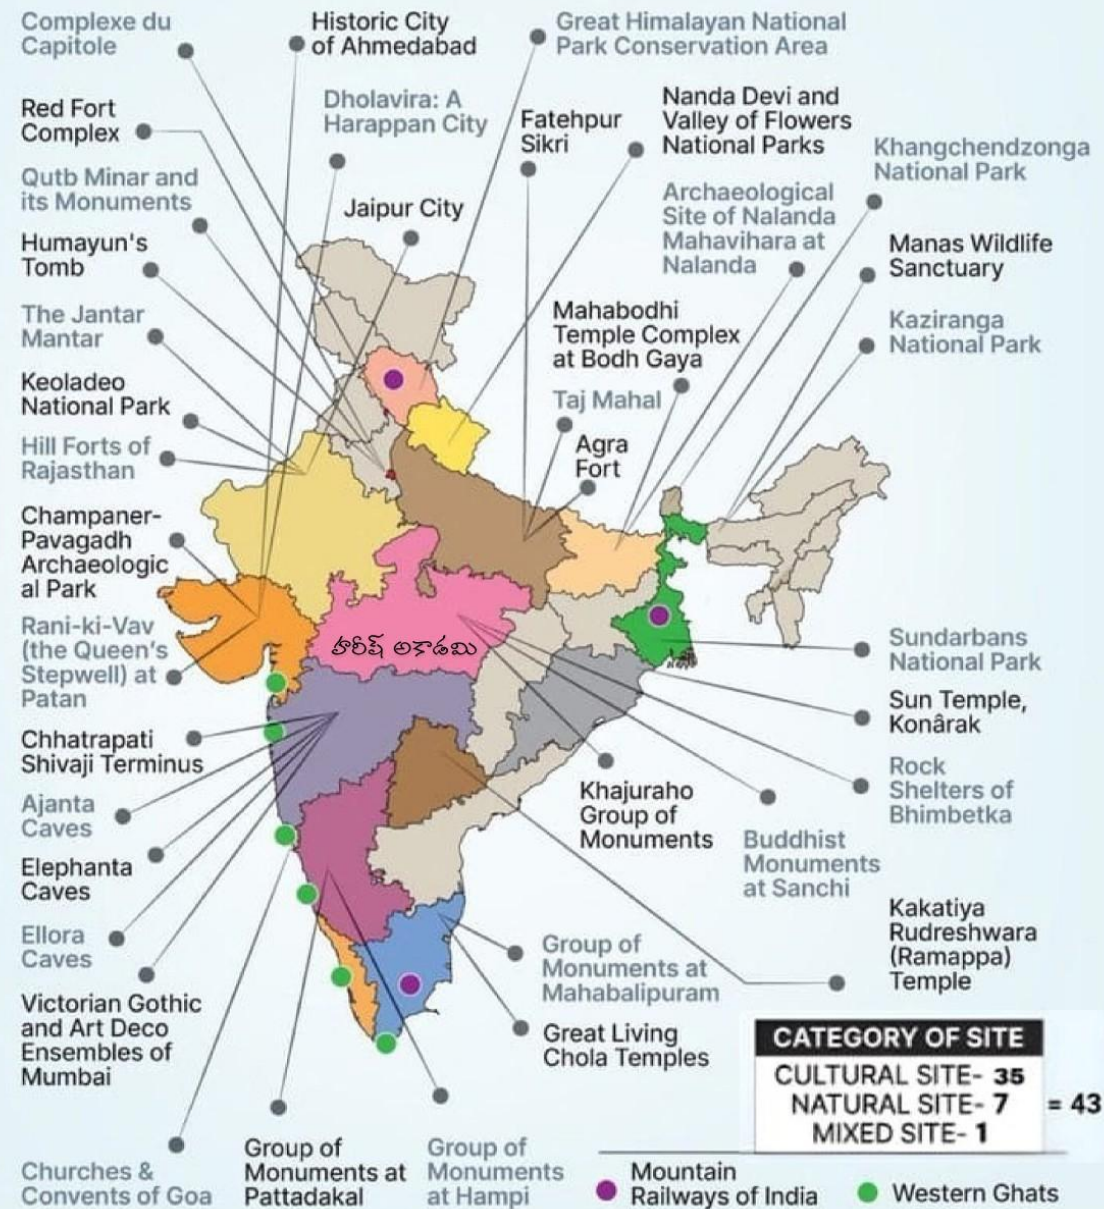 Complexe du
Capitole
Historic City
of Ahmedabad
Great Himalayan National
Park Conservation Area
Red Fort
Complex
Dholavira: A
Harappan City
Fatehpur
Sikri
Nanda Devi and
Valley of Flowers
National Parks
Khangchendzonga
National Park
Qutb Minar and
its Monuments
Jaipur City
Archaeological
Site of Nalanda
Mahavihara at
Nalanda
Humayun's
Tomb
Manas Wildlife
Sanctuary
The Jantar
Mantar
Mahabodhi
Temple Complex
at Bodh Gaya
Kaziranga
National Park
Keoladeo
National Park
Taj Mahal
Hill Forts of
Rajasthan
Agra
Fort
Champaner-
Pavagadh
Archaeologic
al Park
Rani-ki-Vav
(the Queen's
Stepwell) at
Patan
హరీష్ అకాడమి
Sundarbans
National Park
Sun Temple,
Konârak
Chhatrapati
Shivaji Terminus
Rock
Shelters of
Bhimbetka
Ajanta
Caves
Khajuraho
Group of
Monuments
Buddhist
Monuments
at Sanchi
Elephanta
Caves
Kakatiya
Rudreshwara
(Ramappa)
Temple
Ellora
Caves
Group of
Monuments at
Mahabalipuram
Victorian Gothic
and Art Deco
Ensembles of
Mumbai
Great Living
Chola Temples
CATEGORY OF SITE
CULTURAL SITE- 35
NATURAL SITE- 7 = 43
MIXED SITE- 1
Churches &
Convents of Goa
Group of
Monuments at
Pattadakal
Group of
Monuments
at Hampi
Mountain
Railways of India
Western Ghats